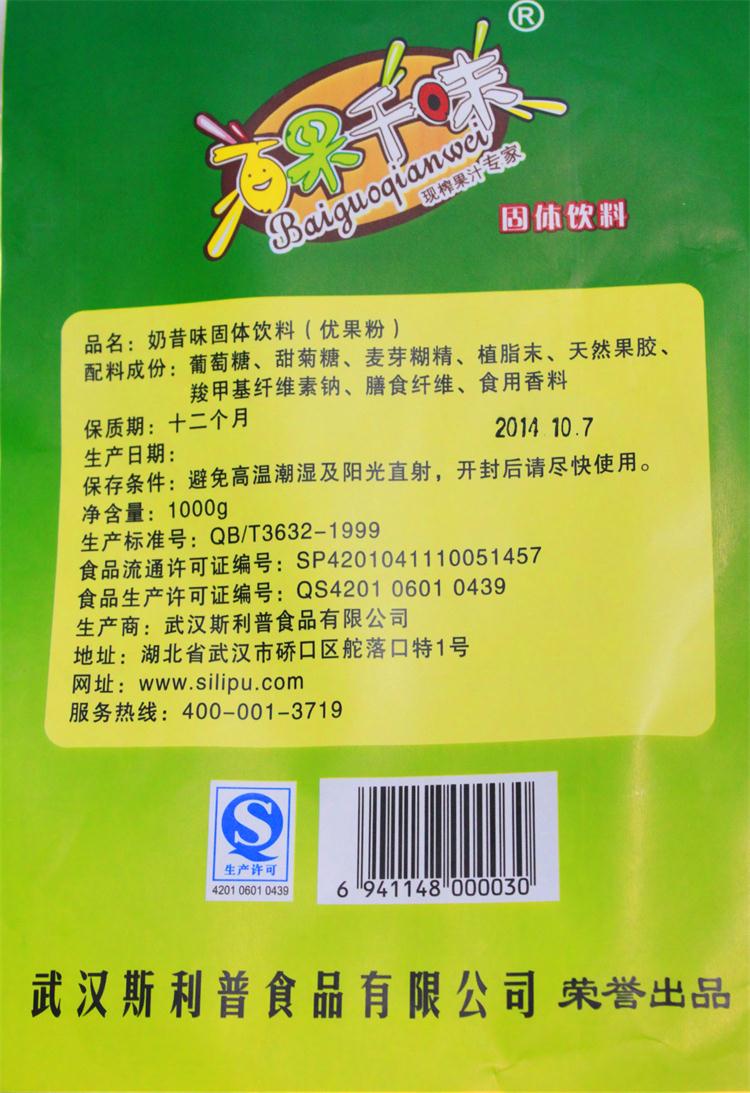 ®
百果千味
Baiguoqianwei
现榨果汁专家
固体饮料
品名：奶昔味固体饮料（优果粉）
配料成份：葡萄糖、甜菊糖、麦芽糊精、植脂末、天然果胶、
羧甲基纤维素钠、膳食纤维、食用香料
保质期：十二个月
2014 10.7
生产日期：
保存条件：避免高温潮湿及阳光直射，开封后请尽快使用。
净含量：1000g
生产标准号：QB/T3632-1999
食品流通许可证编号：SP4201041110051457
食品生产许可证编号：QS4201 0601 0439
生产商：武汉斯利普食品有限公司
地址：湖北省武汉市硚口区舵落口特1号
网址：www.silipu.com
服务热线：400-001-3719
生产许可
4201 0601 0439
6 941148 000030
武汉斯利普食品有限公司 荣誉出品